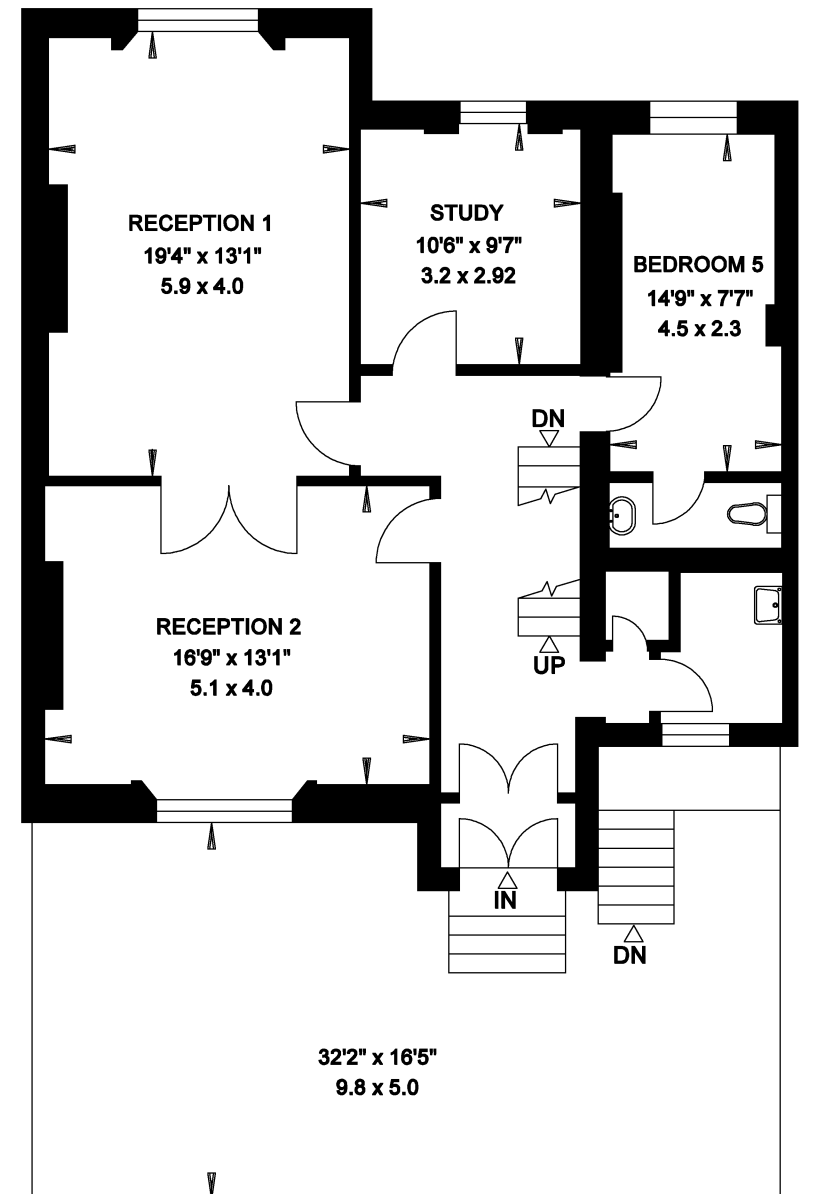 RECEPTION 1
19'4" x 13'1"
5.9 x 4.0
STUDY
10'6" x 9'7"
3.2 x 2.92
BEDROOM 5
14'9" x 7'7"
4.5 x 2.3
DN
RECEPTION 2
16'9" x 13'1"
5.1 x 4.0
UP
IN
DN
32'2" x 16'5"
9.8 x 5.0